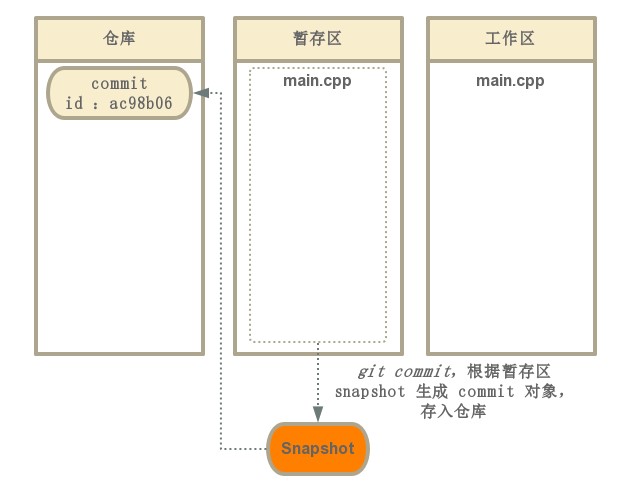 仓库
暂存区
工作区
commit
id : ac98b06
main.cpp
main.cpp
git commit，根据暂存区
snapshot 生成 commit 对象，
存入仓库
Snapshot